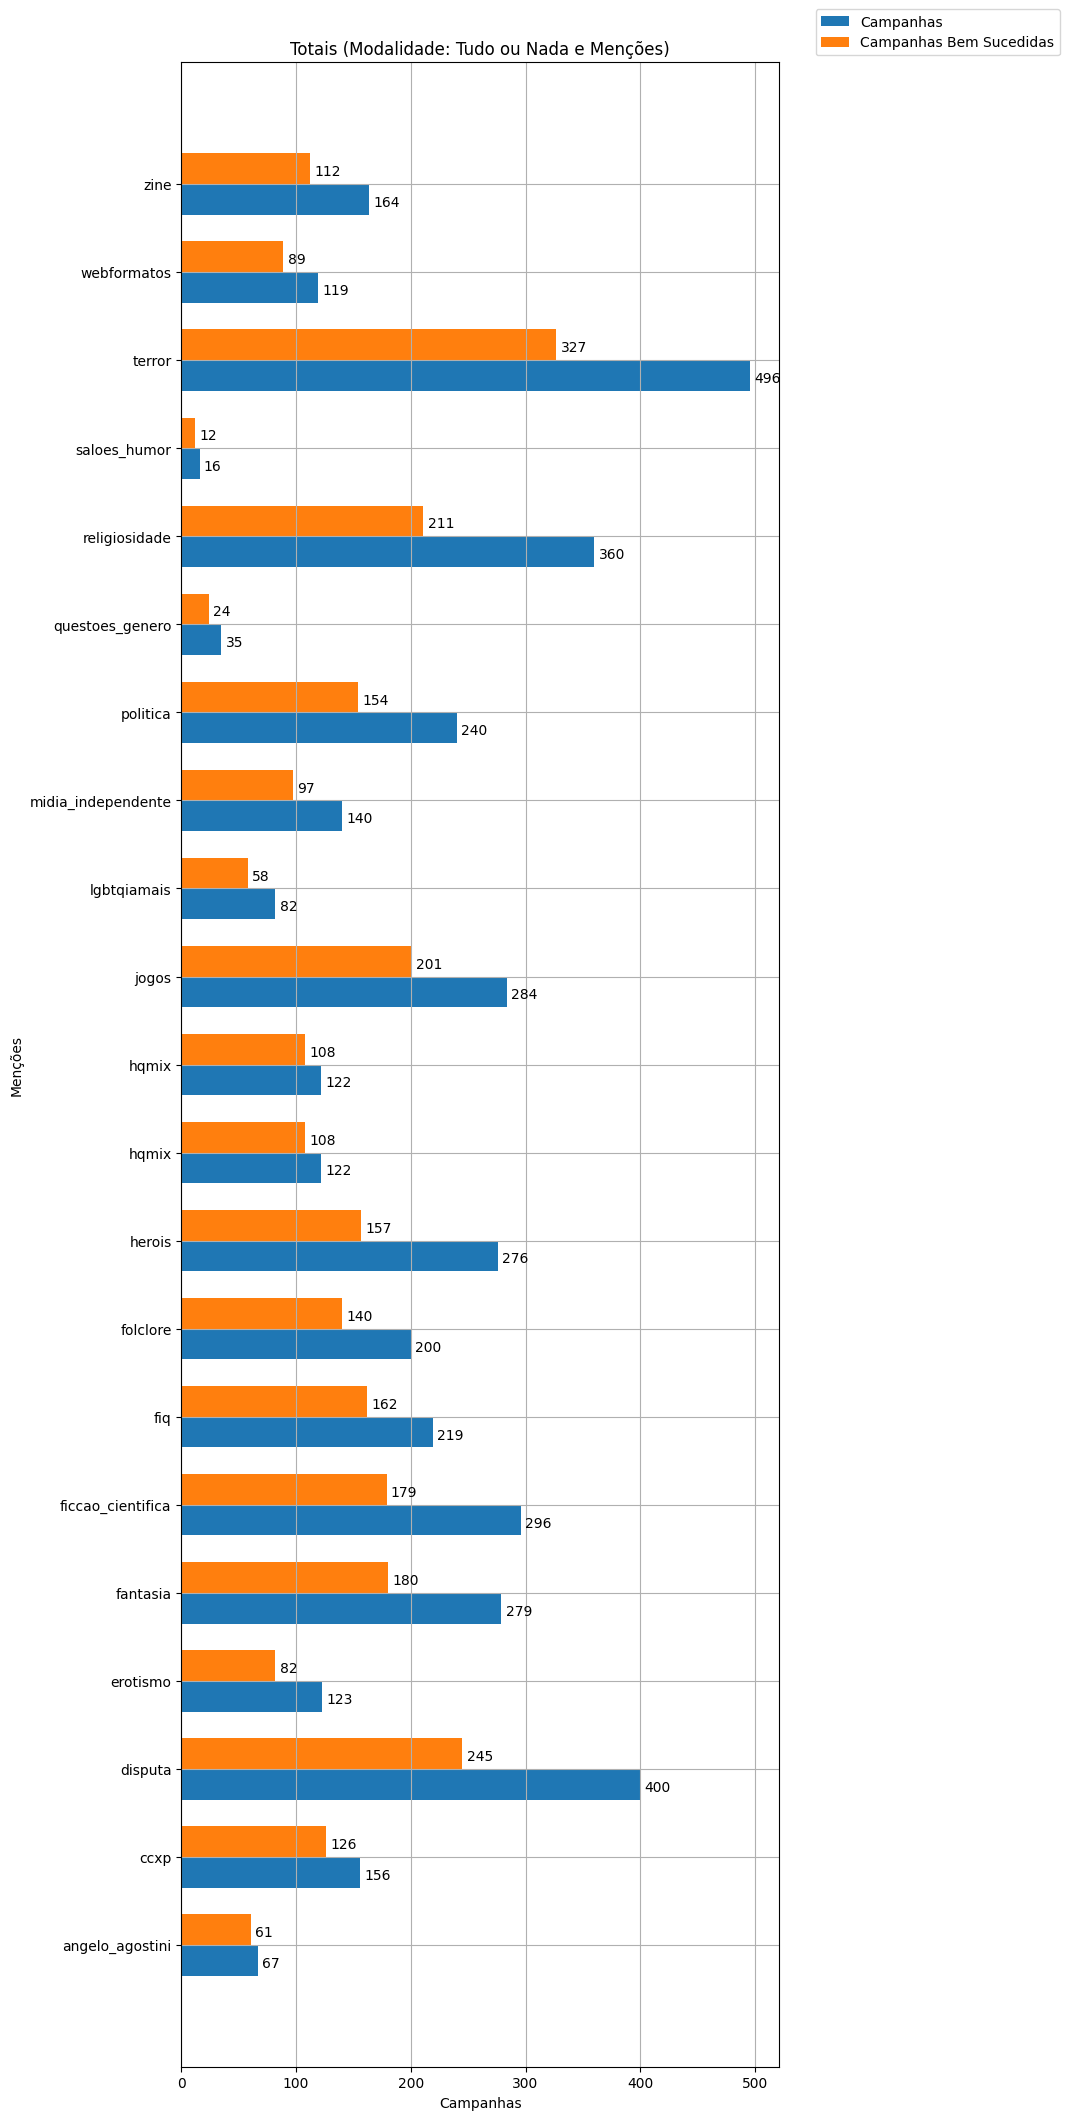 Campanhas
Campanhas Bem Sucedidas
Totais (Modalidade: Tudo ou Nada e Menções)
zine
112
164
webformatos
89
119
terror
327
496
saloes_humor
12
16
religiosidade
211
360
questoes_genero
24
35
politica
154
240
midia_independente
97
140
lgbtqiamais
58
82
jogos
201
284
hqmix
108
122
hqmix
108
122
herois
157
276
folclore
140
200
fiq
162
219
ficcao_cientifica
179
296
fantasia
180
279
erotismo
82
123
disputa
245
400
ccxp
126
156
angelo_agostini
61
67
Menções
0 100 200 300 400 500
Campanhas